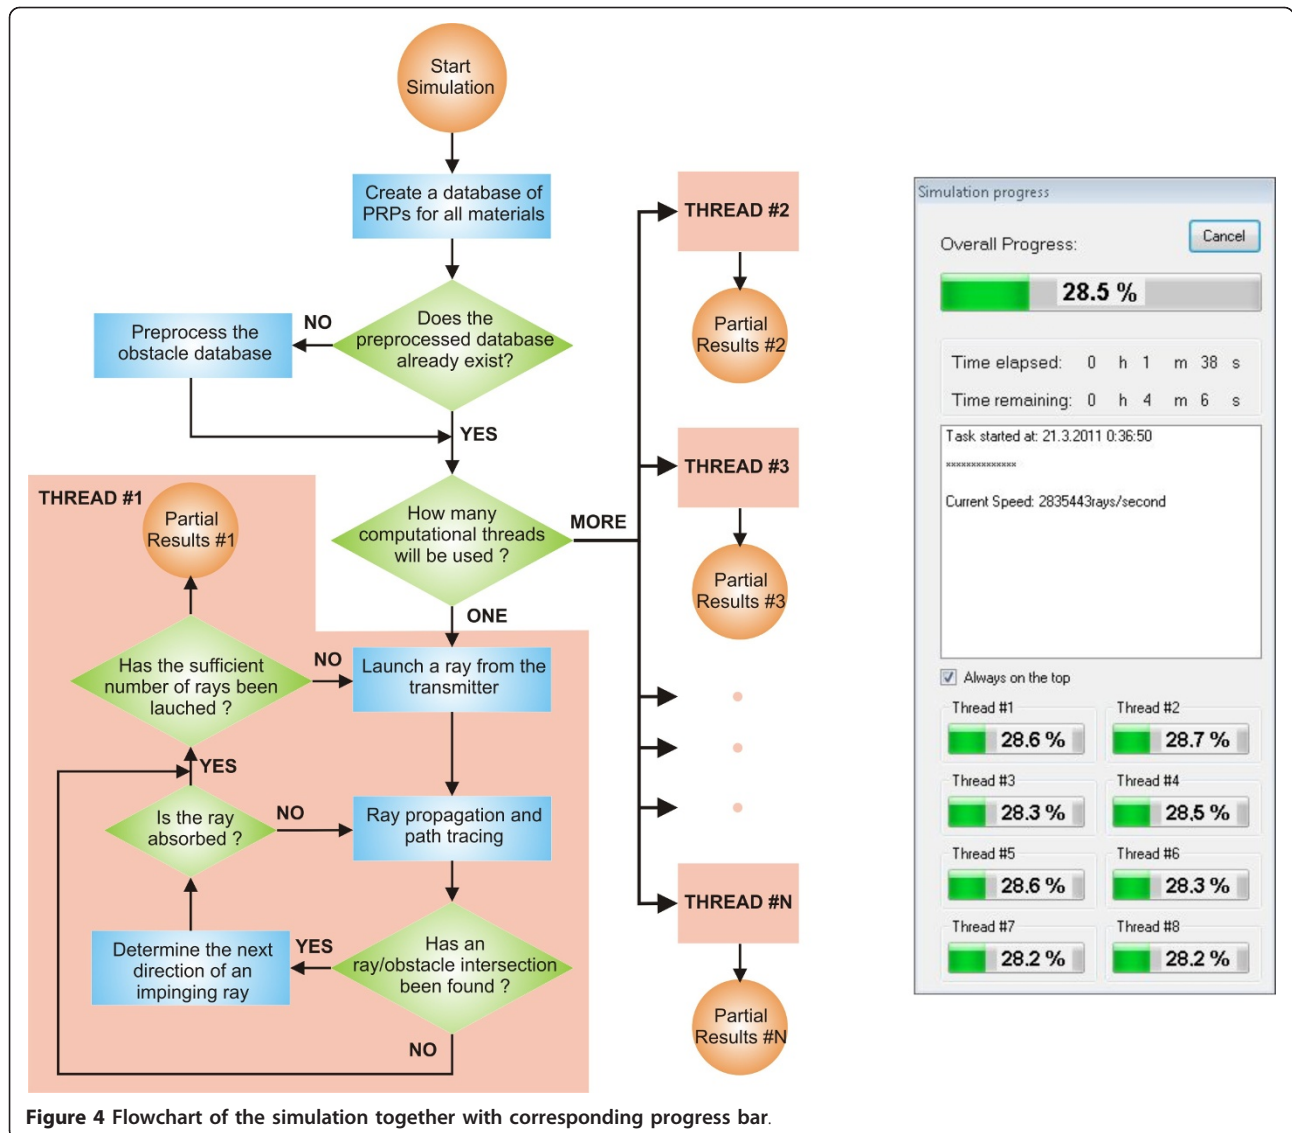 Start
Simulation
Create a database of
PRPs for all materials
Does the
preprocessed database
already exist?
NO
Preprocess the
obstacle database
YES
How many
computational threads
will be used ?
MORE
ONE
THREAD #1
Partial
Results #1
Has the sufficient
number of rays been
lauched ?
NO
Launch a ray from the
transmitter
YES
Is the ray
absorbed ?
NO
Ray propagation and
path tracing
Determine the next
direction of an
impinging ray
YES
Has an
ray/obstacle intersection
been found ?
NO
THREAD #2
Partial
Results #2
THREAD #3
Partial
Results #3
THREAD #N
Partial
Results #N
Simulation progress
Overall Progress:
Cancel
28.5 %
Time elapsed: 0 h 1 m 38 s
Time remaining: 0 h 4 m 6 s
Task started at: 21.3.2011 0:36:50
××××××××××××××
Current Speed: 2835443rays/second
Always on the top
Thread #1
28.6 %
Thread #2
28.7 %
Thread #3
28.3 %
Thread #4
28.5 %
Thread #5
28.6 %
Thread #6
28.3 %
Thread #7
28.2 %
Thread #8
28.2 %
Figure 4 Flowchart of the simulation together with corresponding progress bar.